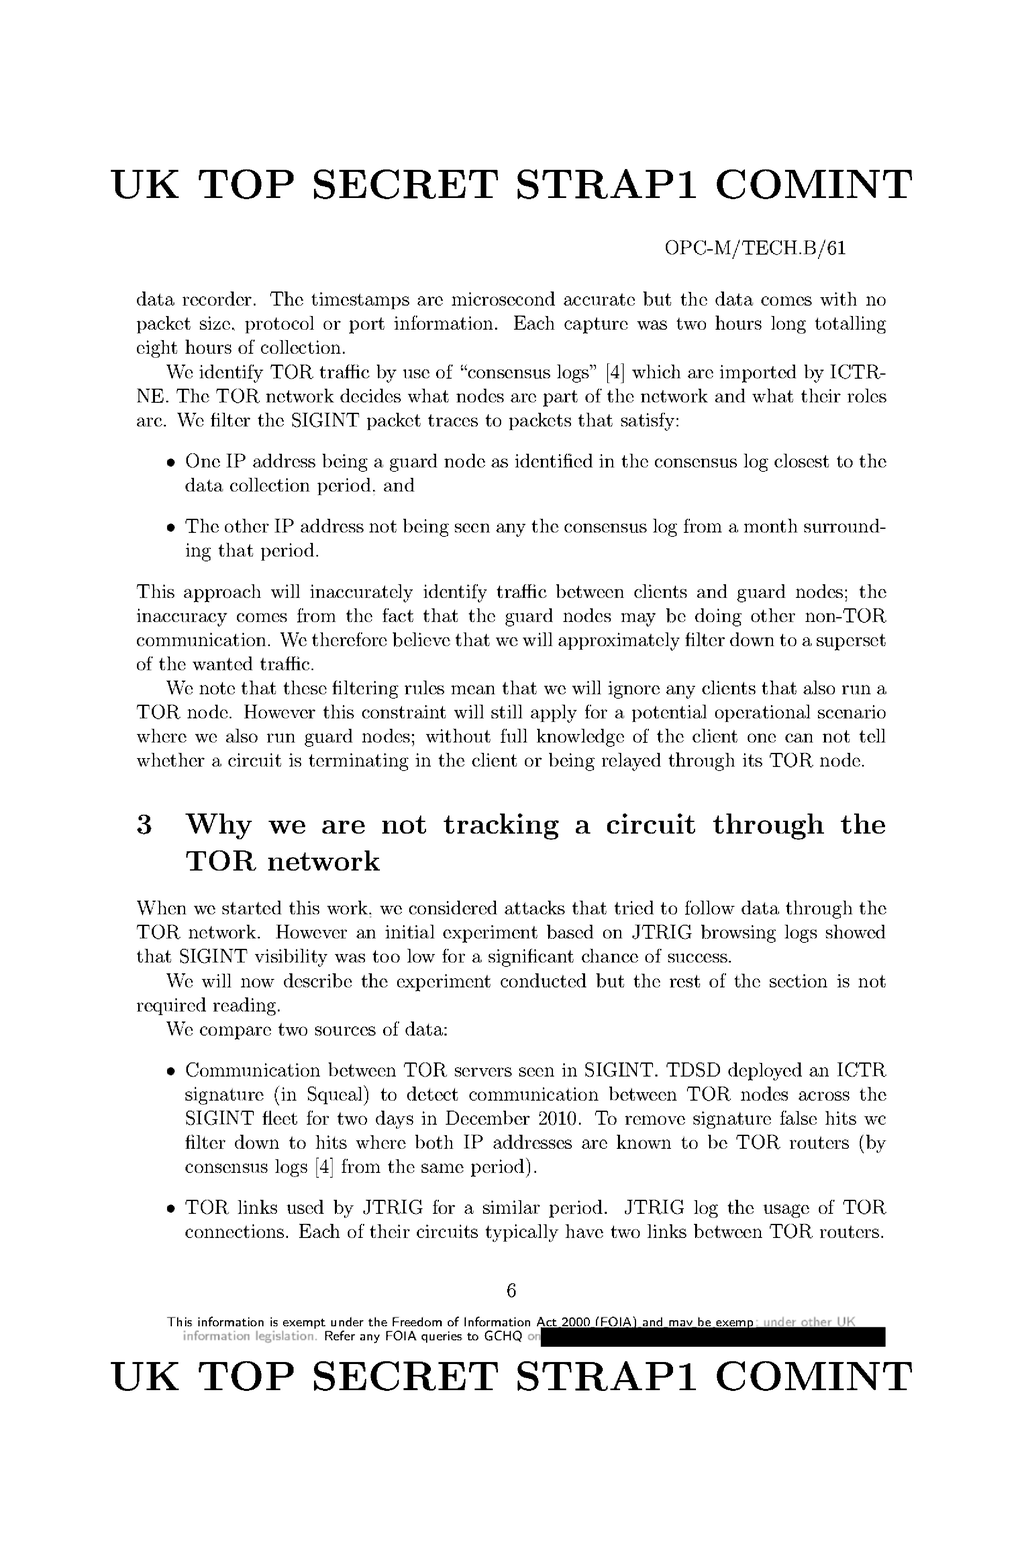 UK TOP SECRET STRAP1 COMINT
OPC-M/TECH.B/61
data recorder. The timestamps are microsecond accurate but the data comes with no
packet size, protocol or port information. Each capture was two hours long totalling
eight hours of collection.
We identify TOR traffic by use of “consensus logs” [4] which are imported by ICTR-
NE. The TOR network decides what nodes are part of the network and what their roles
are. We filter the SIGINT packet traces to packets that satisfy:
• One IP address being a guard node as identified in the consensus log closest to the
data collection period, and
• The other IP address not being seen any the consensus log from a month surround-
ing that period.
This approach will inaccurately identify traffic between clients and guard nodes; the
inaccuracy comes from the fact that the guard nodes may be doing other non-TOR
communication. We therefore believe that we will approximately filter down to a superset
of the wanted traffic.
We note that these filtering rules mean that we will ignore any clients that also run a
TOR node. However this constraint will still apply for a potential operational scenario
where we also run guard nodes; without full knowledge of the client one can not tell
whether a circuit is terminating in the client or being relayed through its TOR node.
3 Why we are not tracking a circuit through the
TOR network
When we started this work, we considered attacks that tried to follow data through the
TOR network. However an initial experiment based on JTRIG browsing logs showed
that SIGINT visibility was too low for a significant chance of success.
We will now describe the experiment conducted but the rest of the section is not
required reading.
We compare two sources of data:
• Communication between TOR servers seen in SIGINT. TDSD deployed an ICTR
signature (in Squeal) to detect communication between TOR nodes across the
SIGINT fleet for two days in December 2010. To remove signature false hits we
filter down to hits where both IP addresses are known to be TOR routers (by
consensus logs [4] from the same period).
• TOR links used by JTRIG for a similar period. JTRIG log the usage of TOR
connections. Each of their circuits typically have two links between TOR routers.
6
This information is exempt under the Freedom of Information Act 2000 (FOIA) and may be exemp: under other UK
information legislation. Refer any FOIA queries to GCHQ on
UK TOP SECRET STRAP1 COMINT